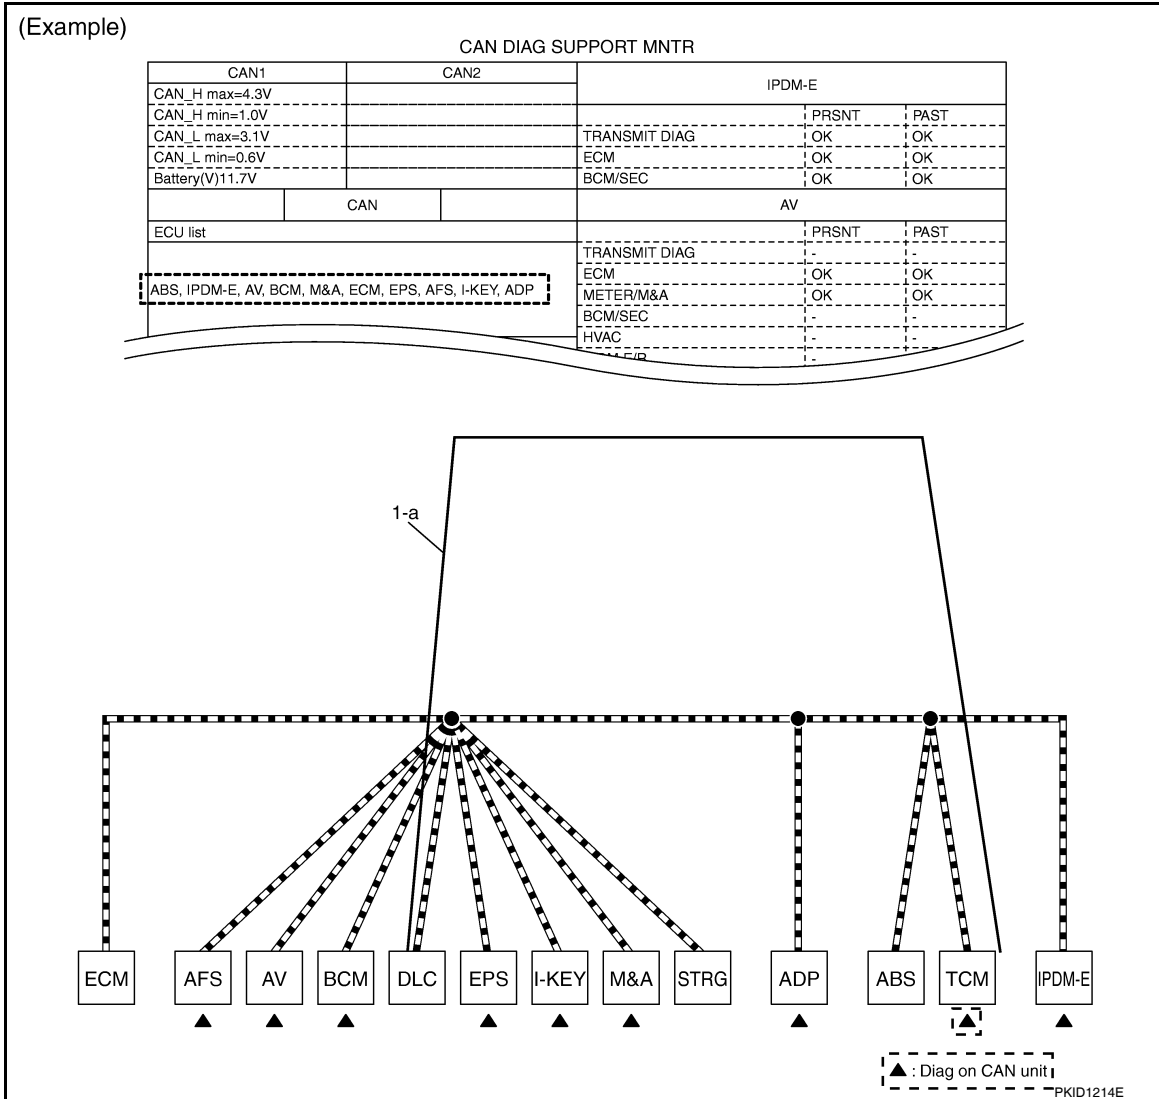 (Example)
CAN DIAG SUPPORT MNTR
CAN1 CAN2 IPDM-E
CAN_H max=4.3V
CAN_H min=1.0V PRSNT PAST
CAN_L max=3.1V TRANSMIT DIAG OK OK
CAN_L min=0.6V ECM OK OK
Battery(V)11.7V BCM/SEC OK OK
CAN AV
ECU list PRSNT PAST
TRANSMIT DIAG - -
ECM OK OK
ABS, IPDM-E, AV, BCM, M&A, ECM, EPS, AFS, I-KEY, ADP
METER/M&A OK OK
BCM/SEC - -
HVAC - -
-
1-a
ECM AFS AV BCM DLC EPS I-KEY M&A STRG ADP ABS TCM IPDM-E
▲ : Diag on CAN unit
PKID1214E